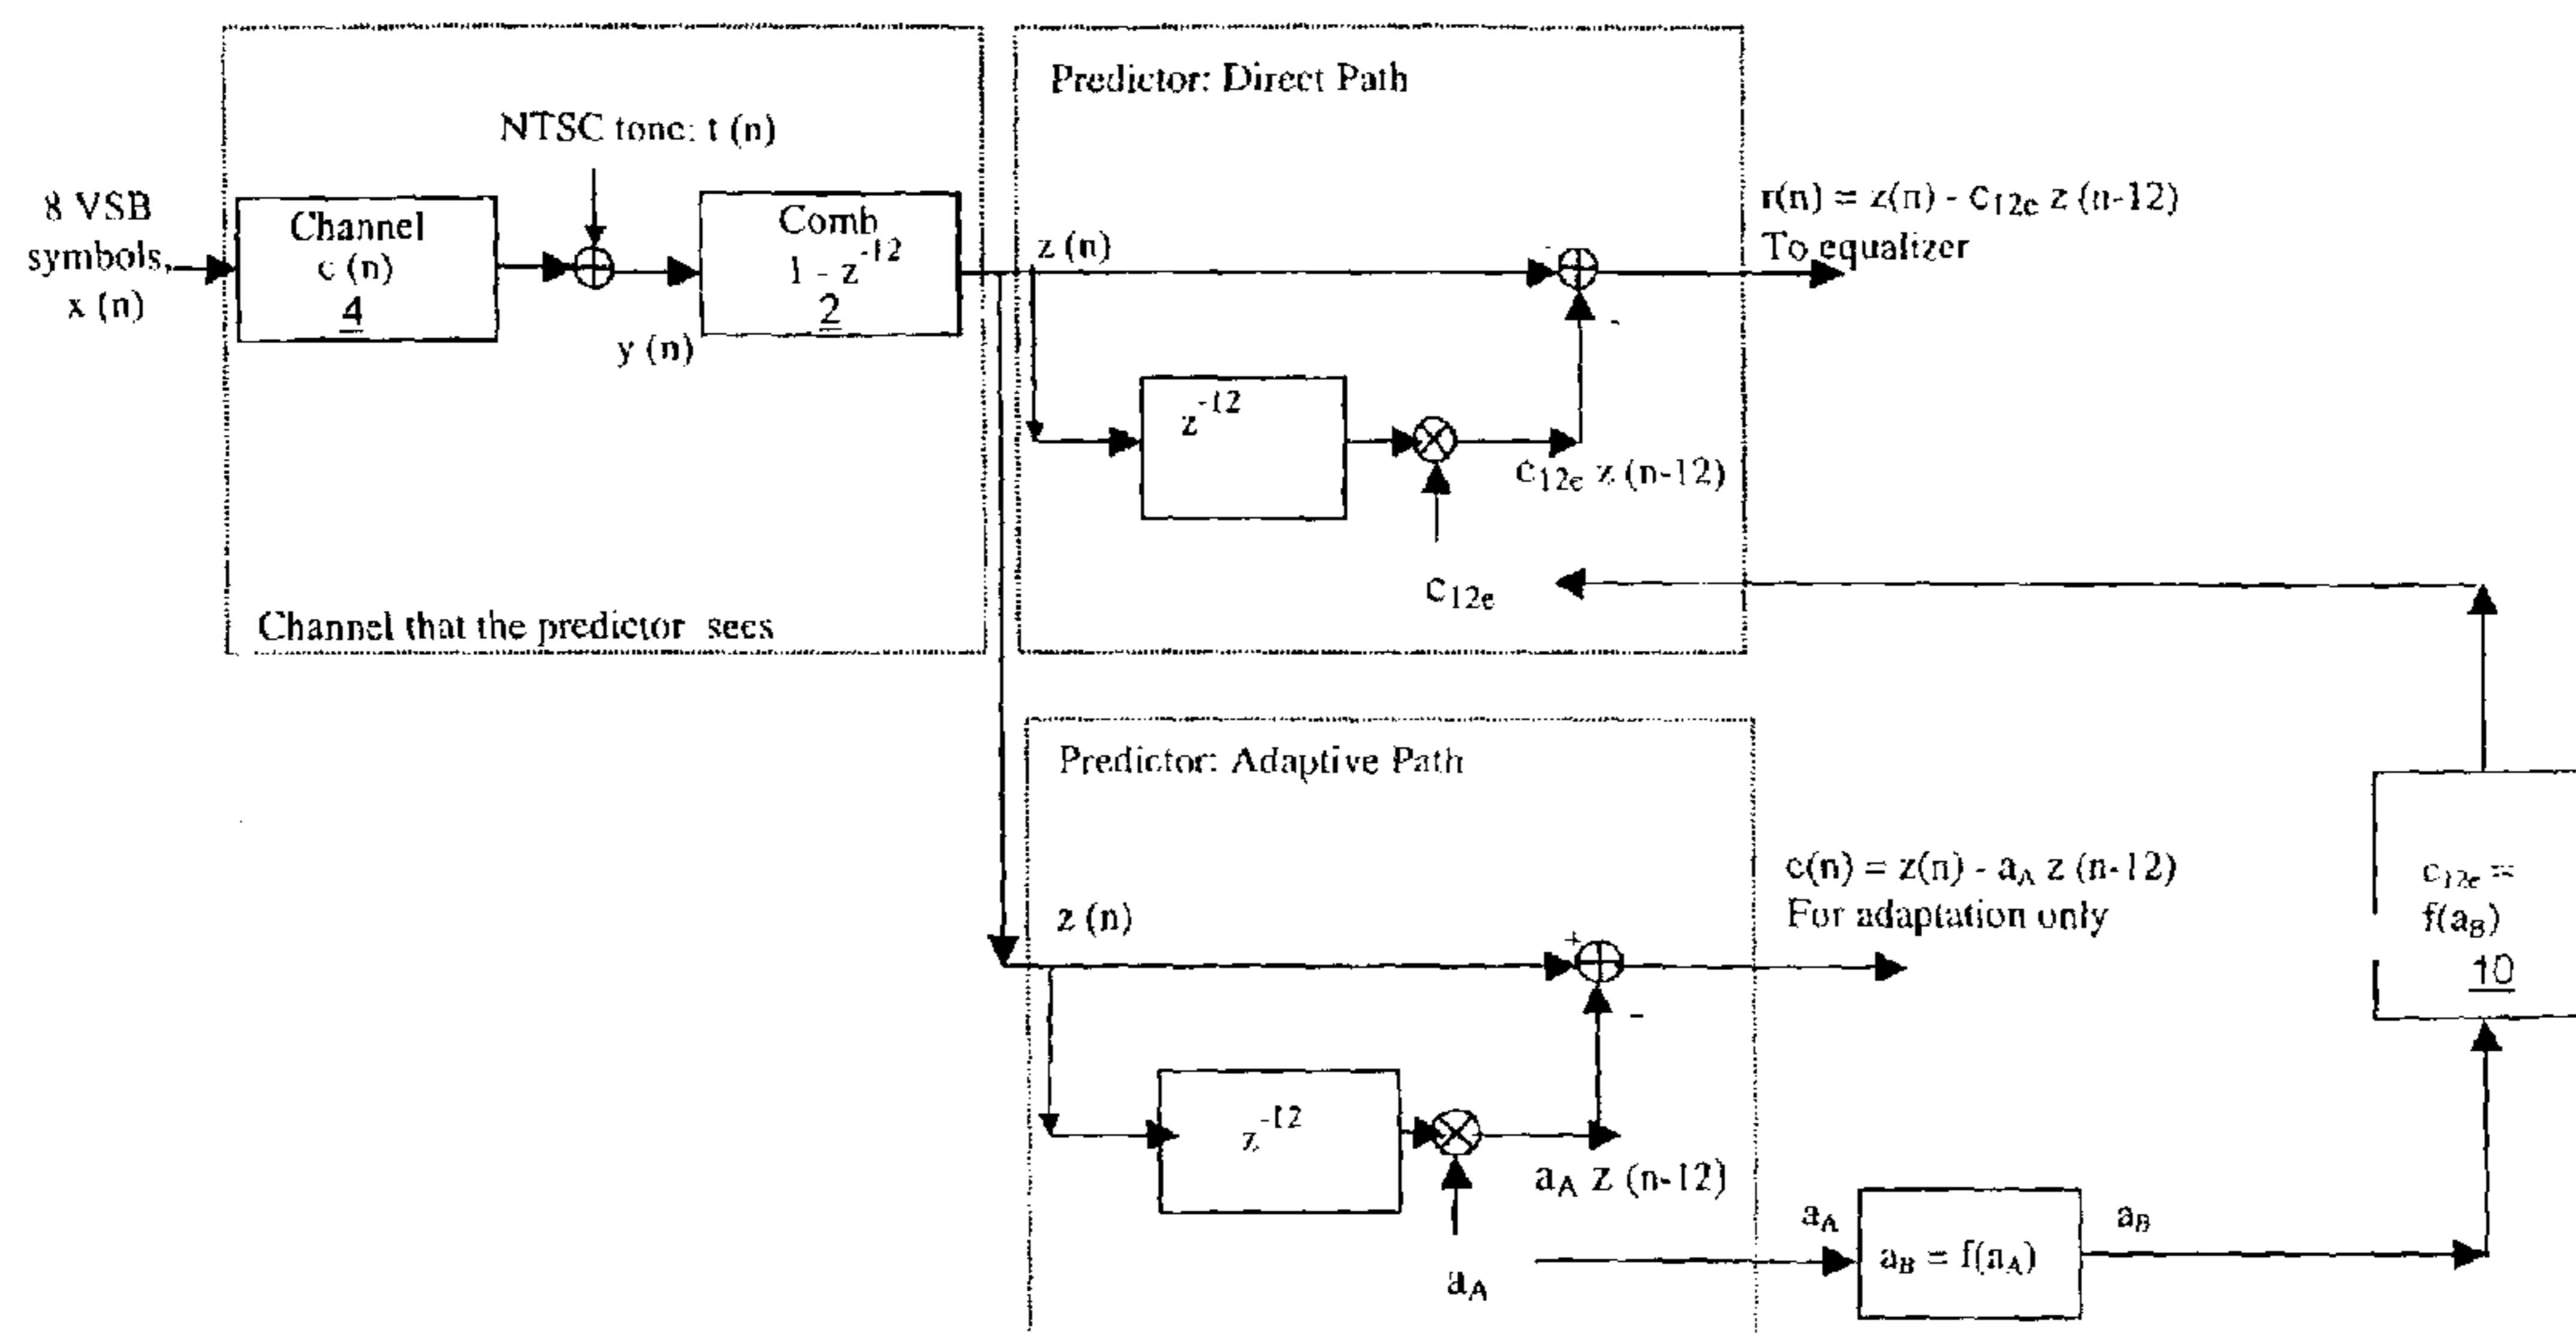 Predictor: Direct Path
NTSC tone: t (n)
8 VSB
symbols,
x (n)
Channel
c (n)
4
Comb
1 - z^-12
2
y (n)
z (n)
r(n) = z(n) - c12e z (n-12)
To equalizer
-
z^-12
c12e z (n-12)
c12e
Channel that the predictor sees
Predictor: Adaptive Path
z (n)
+
e(n) = z(n) - aA z (n-12)
For adaptation only
-
c12e =
f(aB)
10
z^-12
aA z (n-12)
aA
aA
aB = f(aA)
aB